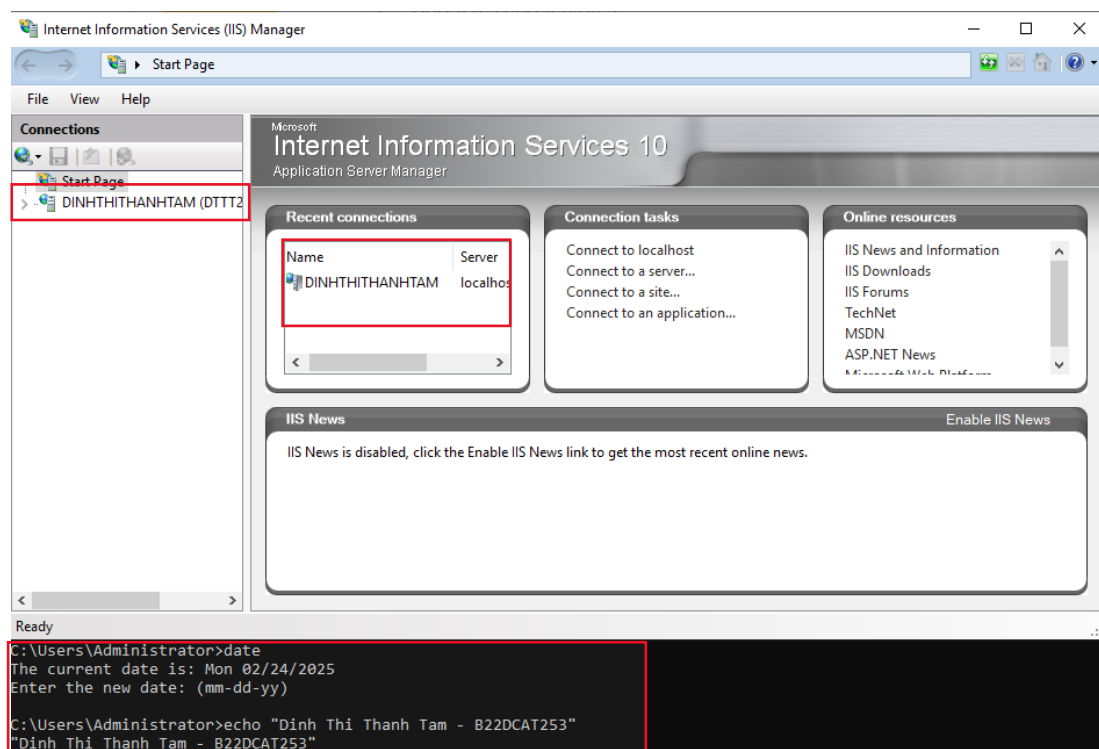 Internet Information Services (IIS) Manager
Start Page
File View Help
Connections
Start Page
DINHTHITHANHTAM (DTTT2
Microsoft
Internet Information Services 10
Application Server Manager
Recent connections
Name Server
DINHTHITHANHTAM localhos
Connection tasks
Connect to localhost
Connect to a server...
Connect to a site...
Connect to an application...
Online resources
IIS News and Information
IIS Downloads
IIS Forums
TechNet
MSDN
ASP.NET News
Microsoft Web Platform
IIS News Enable IIS News
IIS News is disabled, click the Enable IIS News link to get the most recent online news.
Ready
C:\Users\Administrator>date
The current date is: Mon 02/24/2025
Enter the new date: (mm-dd-yy)
C:\Users\Administrator>echo "Dinh Thi Thanh Tam - B22DCAT253"
"Dinh Thi Thanh Tam - B22DCAT253"